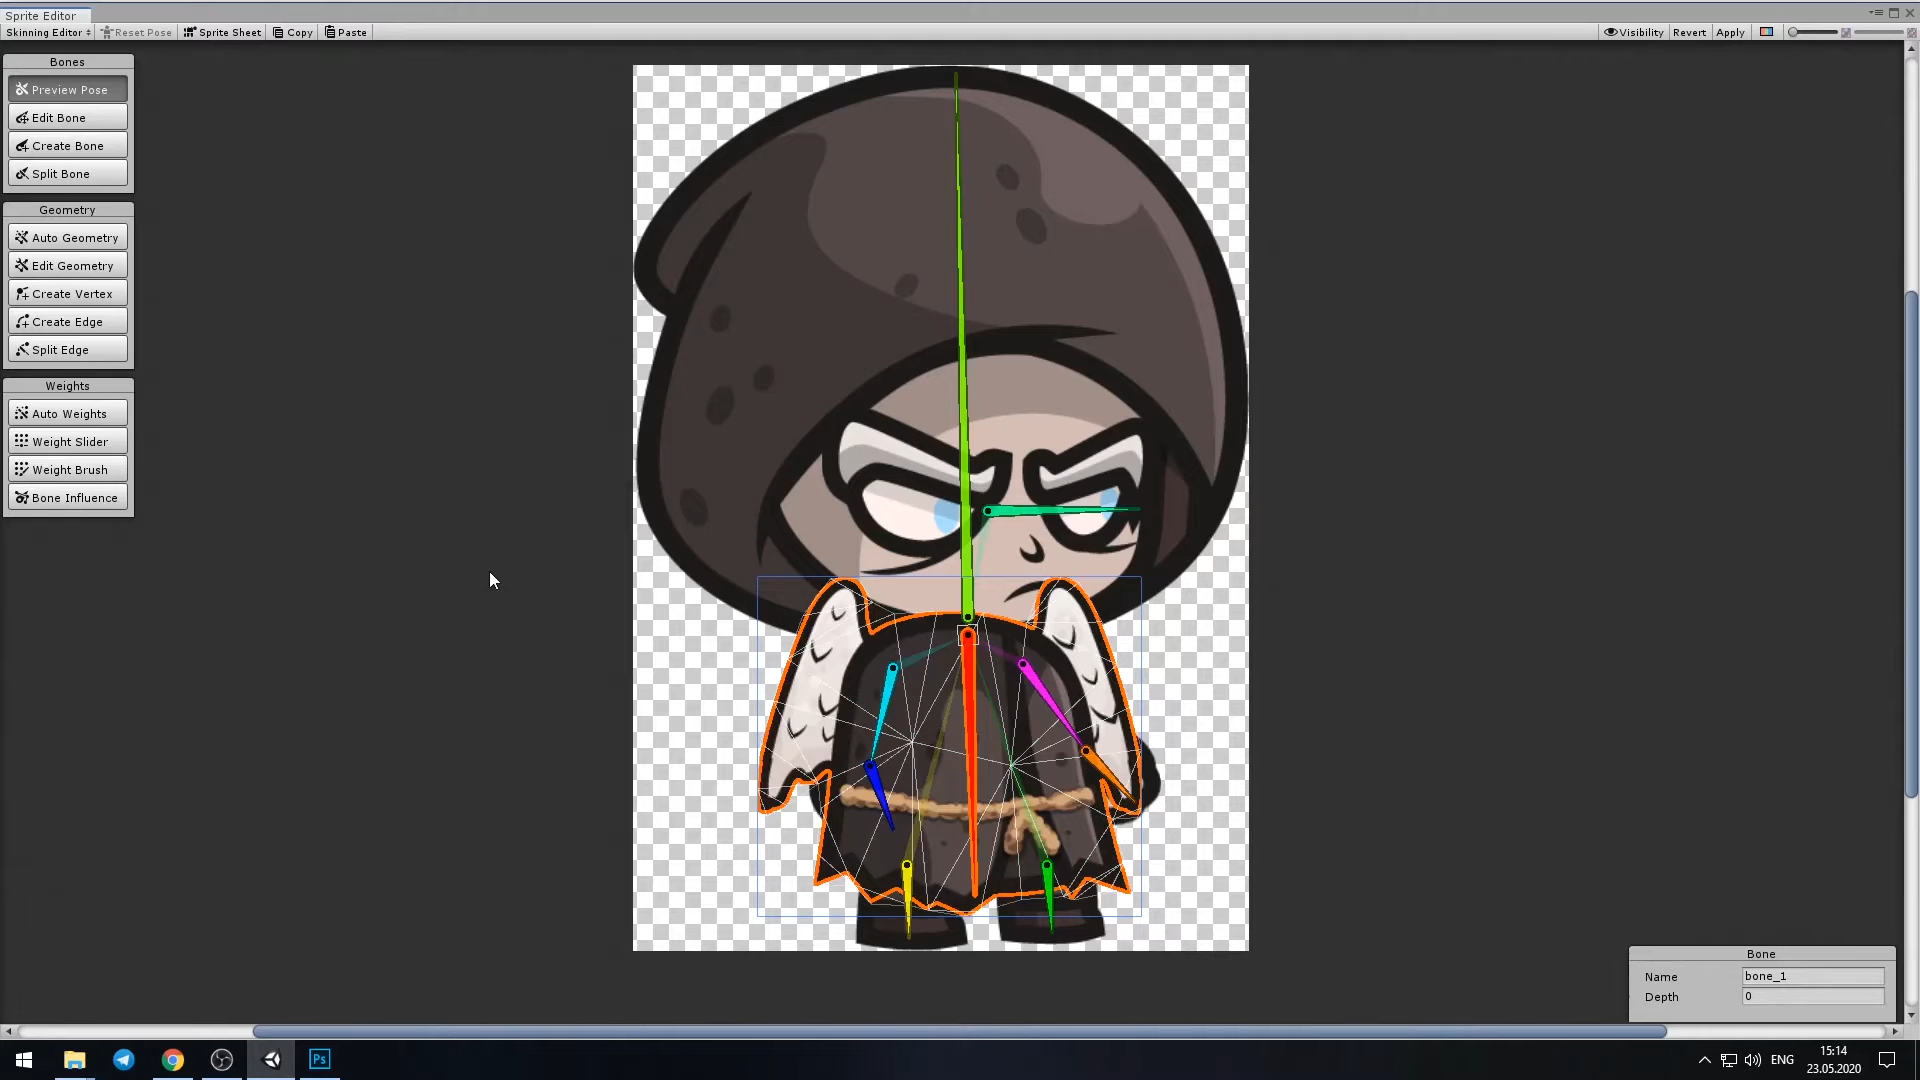 Sprite Editor
Skinning Editor Reset Pose Sprite Sheet Copy Paste Visibility Revert Apply
Bones
Preview Pose
Edit Bone
Create Bone
Split Bone
Geometry
Auto Geometry
Edit Geometry
Create Vertex
Create Edge
Split Edge
Weights
Auto Weights
Weight Slider
Weight Brush
Bone Influence
Bone
Name bone_1
Depth 0
Ps
ENG
15:14
23.05.2020